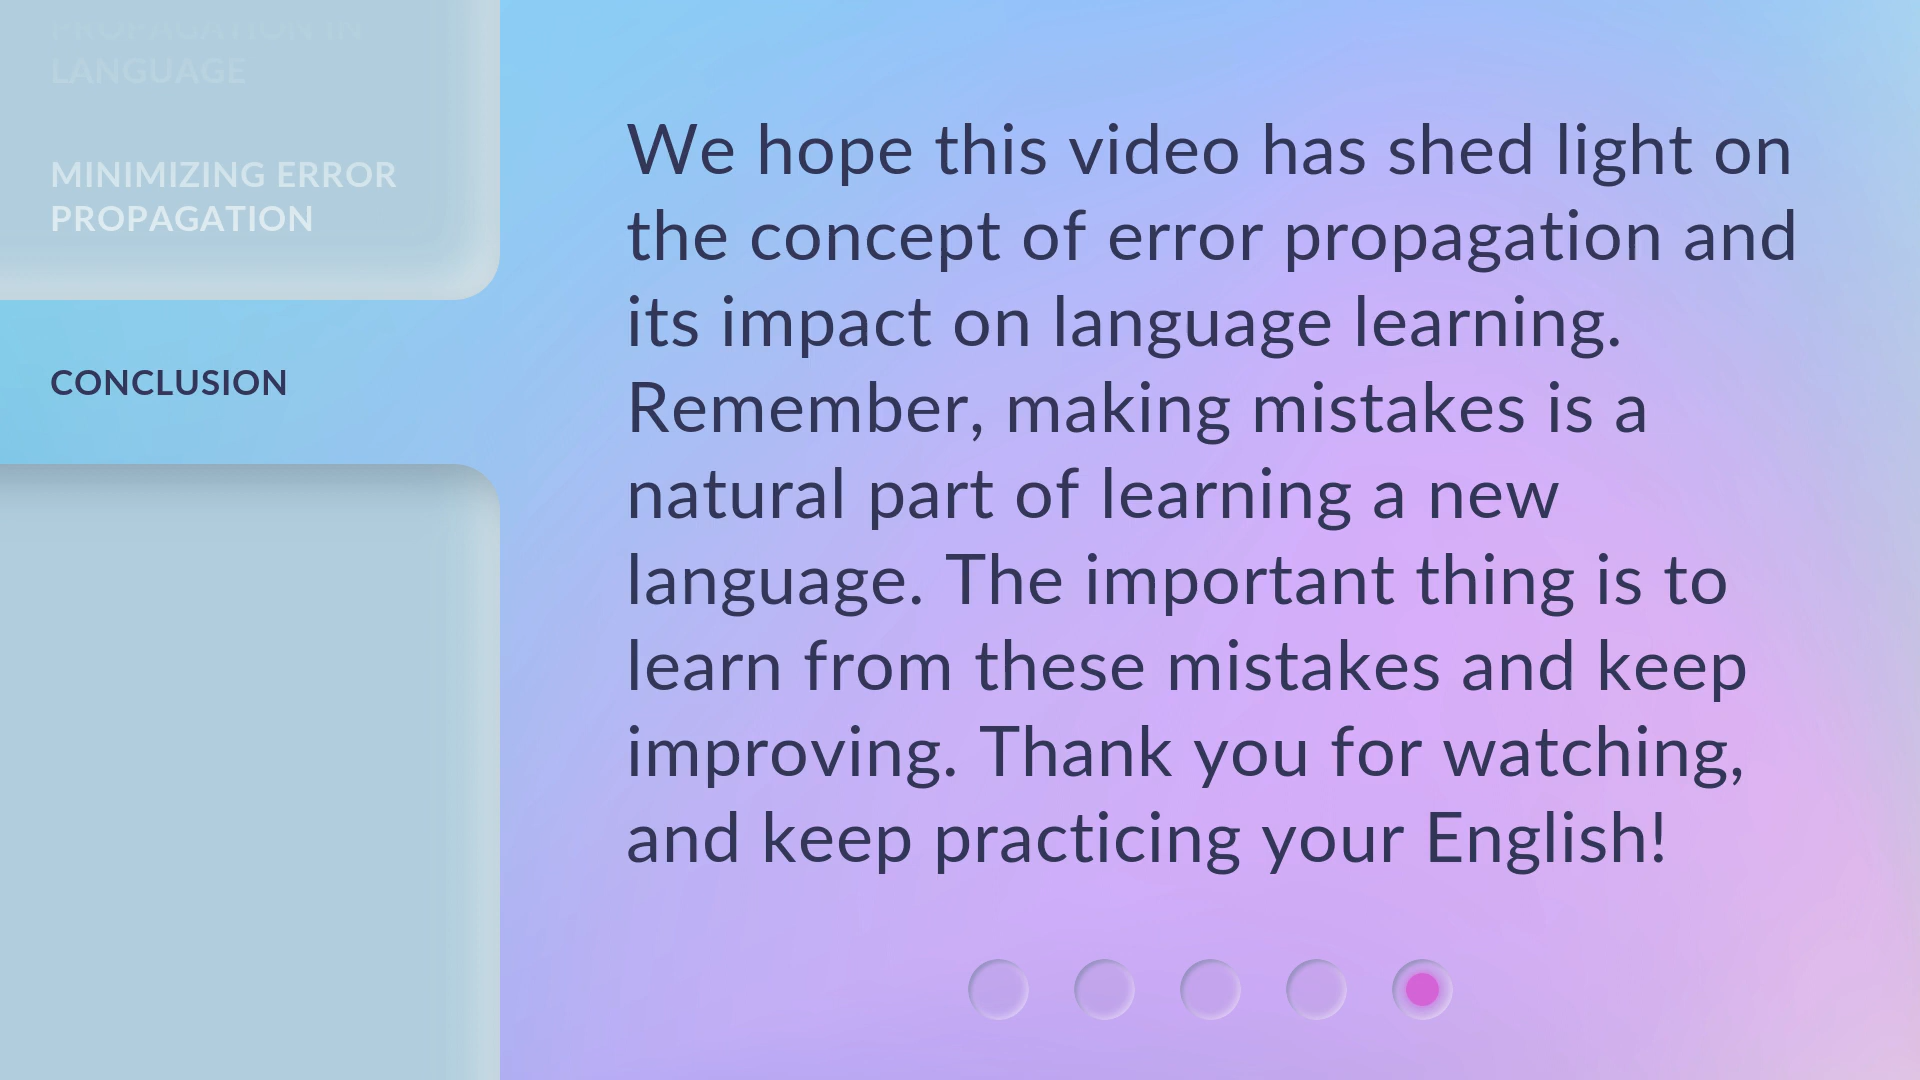 PROPAGATION IN
LANGUAGE
MINIMIZING ERROR
PROPAGATION
CONCLUSION
We hope this video has shed light on
the concept of error propagation and
its impact on language learning.
Remember, making mistakes is a
natural part of learning a new
language. The important thing is to
learn from these mistakes and keep
improving. Thank you for watching,
and keep practicing your English!